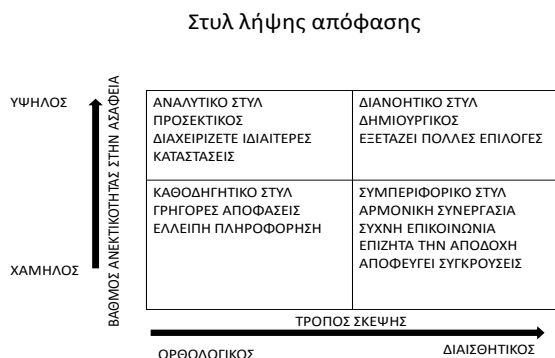 Στυλ λήψης απόφασης
ΥΨΗΛΟΣ
ΧΑΜΗΛΟΣ
ΒΑΘΜΟΣ ΑΝΕΚΤΙΚΟΤΗΤΑΣ ΣΤΗΝ ΑΣΑΦΕΙΑ
ΑΝΑΛΥΤΙΚΟ ΣΤΥΛ
ΠΡΟΣΕΚΤΙΚΟΣ
ΔΙΑΧΕΙΡΙΖΕΤΕ ΙΔΙΑΙΤΕΡΕΣ
ΚΑΤΑΣΤΑΣΕΙΣ
ΔΙΑΝΟΗΤΙΚΟ ΣΤΥΛ
ΔΗΜΙΟΥΡΓΙΚΟΣ
ΕΞΕΤΑΖΕΙ ΠΟΛΛΕΣ ΕΠΙΛΟΓΕΣ
ΚΑΘΟΔΗΓΗΤΙΚΟ ΣΤΥΛ
ΓΡΗΓΟΡΕΣ ΑΠΟΦΑΣΕΙΣ
ΕΛΛΕΙΠΗ ΠΛΗΡΟΦΟΡΗΣΗ
ΣΥΜΠΕΡΙΦΟΡΙΚΟ ΣΤΥΛ
ΑΡΜΟΝΙΚΗ ΣΥΝΕΡΓΑΣΙΑ
ΣΥΧΝΗ ΕΠΙΚΟΙΝΩΝΙΑ
ΕΠΙΖΗΤΑ ΤΗΝ ΑΠΟΔΟΧΗ
ΑΠΟΦΕΥΓΕΙ ΣΥΓΚΡΟΥΣΕΙΣ
ΤΡΟΠΟΣ ΣΚΕΨΗΣ
ΟΡΘΟΛΟΓΙΚΟΣ
ΔΙΑΙΣΘΗΤΙΚΟΣ